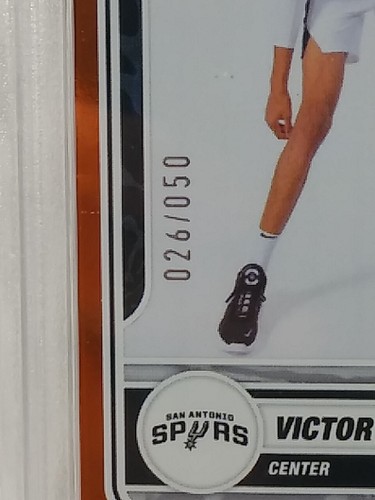 026/050
SAN ANTONIO
SPURS
VICTOR
CENTER